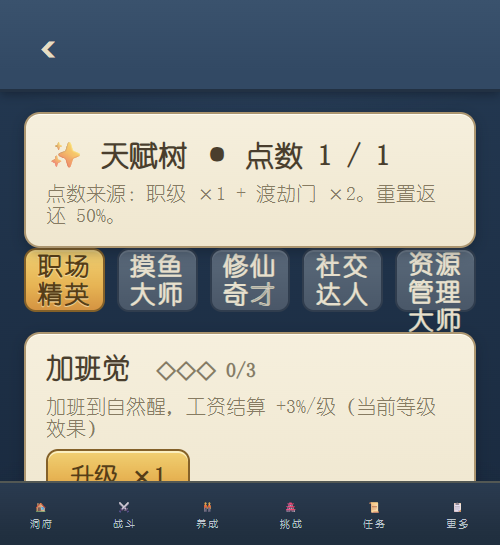 天赋树 ● 点数 1 / 1
点数来源: 职级 ×1 + 渡劫门 ×2。重置返
还 50%。
职场 摸鱼 修仙 社交 资源
精英 大师 奇才 达人 管理
大师
加班觉 ◇◇◇ 0/3
加班到自然醒，工资结算 +3%/级（当前等级
效果）
升级 ×1
洞府 战斗 养成 挑战 任务 更多